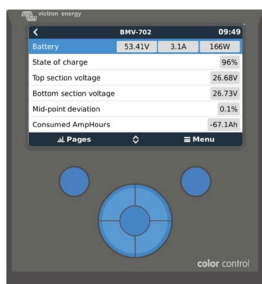 victron energy
BMV-702 09:49
Battery 53.41V 3.1A 166W
State of charge 96%
Top section voltage 26.68V
Bottom section voltage 26.73V
Mid-point deviation 0.1%
Consumed AmpHours -67.1Ah
Pages Menu
color control